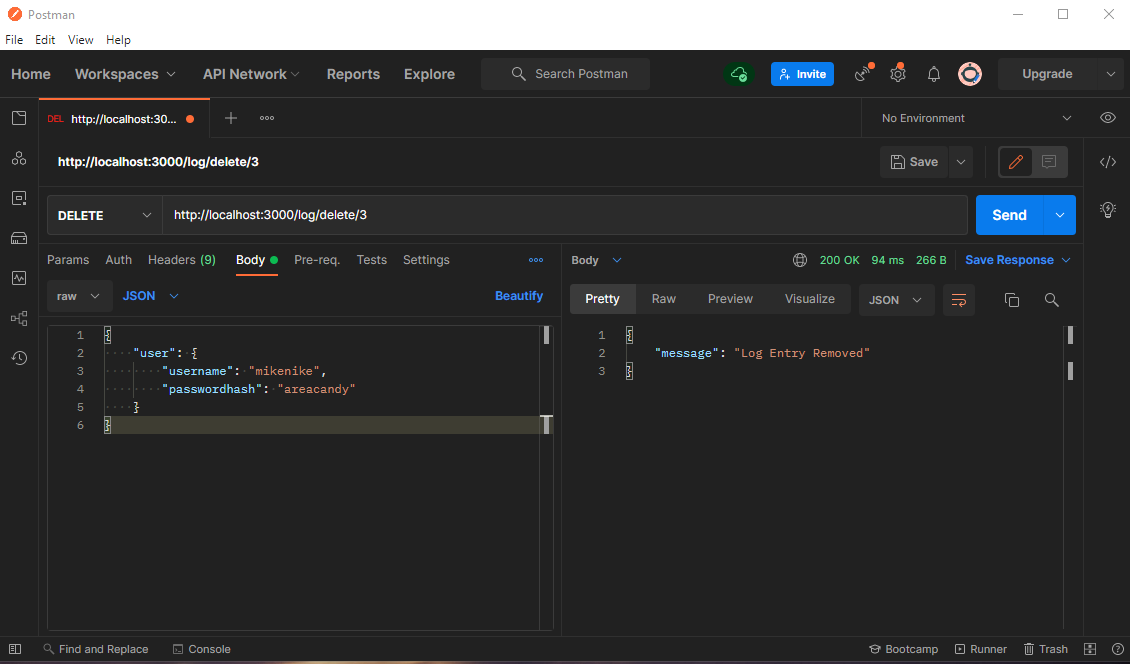 Postman
File Edit View Help
Home Workspaces API Network Reports Explore Search Postman Invite Upgrade
DEL http://localhost:30... No Environment
http://localhost:3000/log/delete/3 Save
DELETE http://localhost:3000/log/delete/3 Send
Params Auth Headers (9) Body Pre-req. Tests Settings
Body 200 OK 94 ms 266 B Save Response
raw JSON Beautify
Pretty Raw Preview Visualize JSON
1 {
2 "user": {
3 "username": "mikenike",
4 "passwordhash": "areacandy"
5 }
6 }
1 {
2 "message": "Log Entry Removed"
3 }
Find and Replace Console Bootcamp Runner Trash